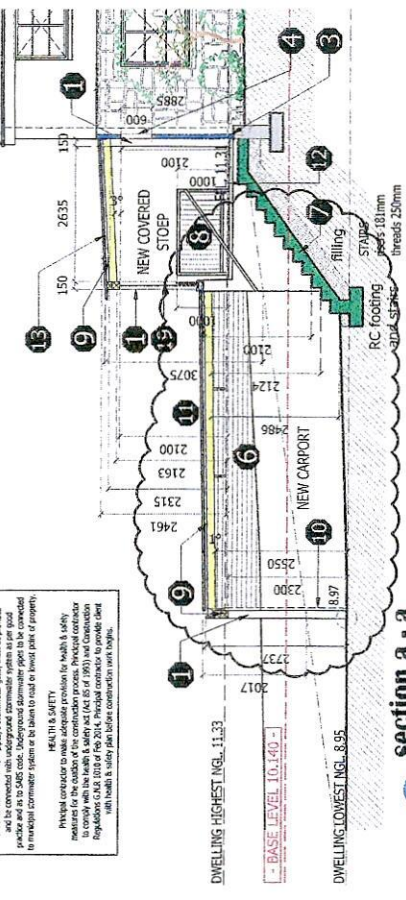 and be connected with underground stormwater system as per good
practice and as to SABS code. Underground stormwater pipes to be connected
to municipal stormwater system or be taken to road or lowest point of property.
HEALTH & SAFETY
Principal contractor to make adequate provision for health & safety
measures for the duration of the construction process. Principal contractor
to comply with the health & safety act (Act 85 of 1993) and Construction
Regulations G.N.R 1010 of Feb 2014. Principal contractor to provide client
with health & safety plan before construction work begins.
150
2635
150
13
9
1
19
1
4
3
600
2885
2100
1000
NEW COVERED
STOEP
8
12
7
filling
STAIRS
181mm
threads 250mm
RC footing
and stairs
2461
2315
2163
2100
3075
11
9
1
6
10
2100
2124
2486
2550
2300
8.97
2737
2017
NEW CARPORT
DWELLING HIGHEST NGL. 11.33
- BASE LEVEL 10.140 -
DWELLING LOWEST NGL. 8.95
section a - a